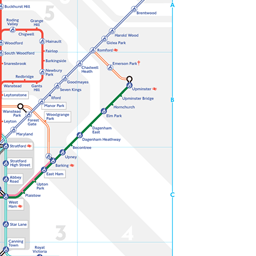 Buckhurst Hill
Brentwood
A
5
Roding
Valley
Grange
Hill
Chigwell
Harold Wood
Woodford
Hainault
Gidea Park
South Woodford
Fairlop
Romford
Snaresbrook
Barkingside
Chadwell
Heath
Emerson Park
Newbury
Park
Redbridge
Goodmayes
Wanstead
Gants
Hill
Seven Kings
Upminster
Leytonstone
Ilford
Upminster Bridge
B
Manor Park
Hornchurch
Wanstead
Park
Woodgrange
Park
Elm Park
Leyton
Forest
Gate
Maryland
Dagenham
East
Dagenham Heathway
Stratford
Becontree
Stratford
High Street
Upney
Barking
Abbey
Road
East Ham
Upton
Park
Plaistow
C
West
Ham
Star Lane
3
4
Canning
Town
Royal
Victoria